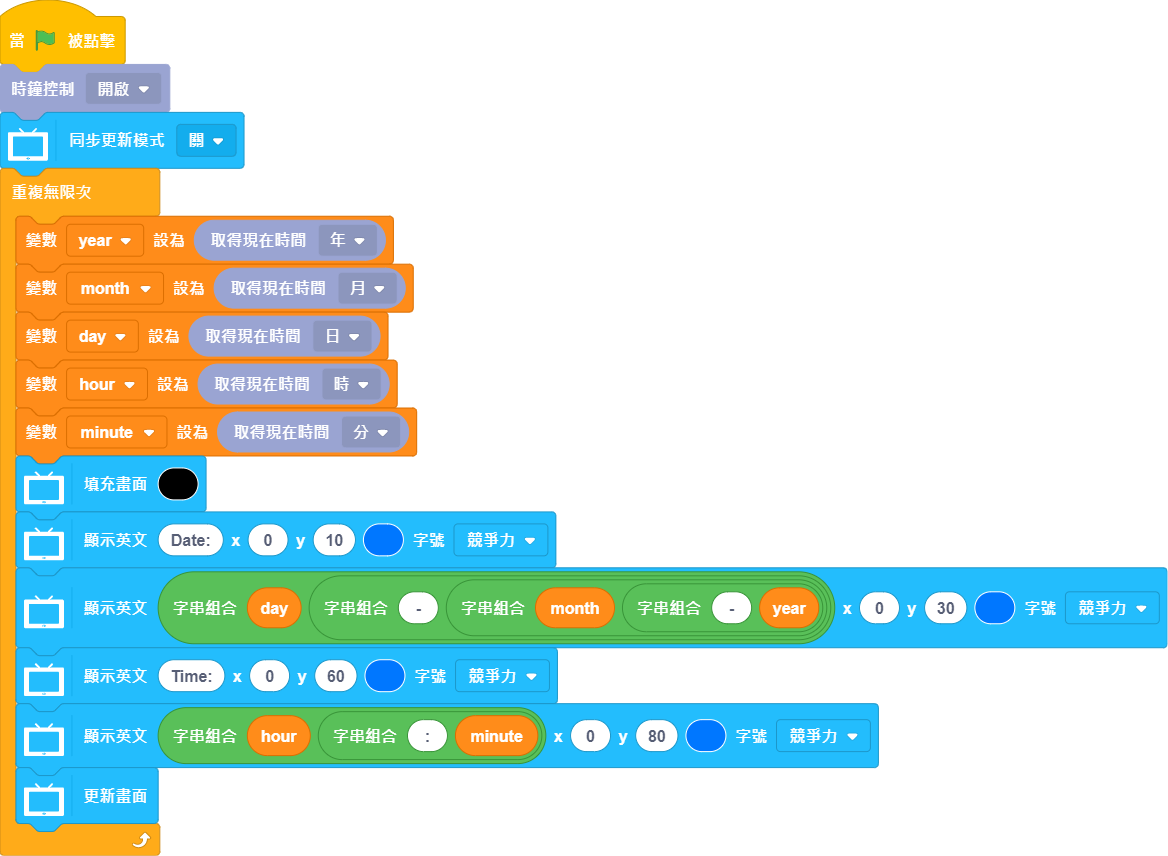 當 被點擊
時鐘控制 開啟
同步更新模式 關
重複無限次
變數 year 設為 取得現在時間 年
變數 month 設為 取得現在時間 月
變數 day 設為 取得現在時間 日
變數 hour 設為 取得現在時間 時
變數 minute 設為 取得現在時間 分
填充畫面
顯示英文 Date: x 0 y 10 字號 競爭力
顯示英文 字串組合 day 字串組合 - 字串組合 month 字串組合 - year x 0 y 30 字號 競爭力
顯示英文 Time: x 0 y 60 字號 競爭力
顯示英文 字串組合 hour 字串組合 : minute x 0 y 80 字號 競爭力
更新畫面